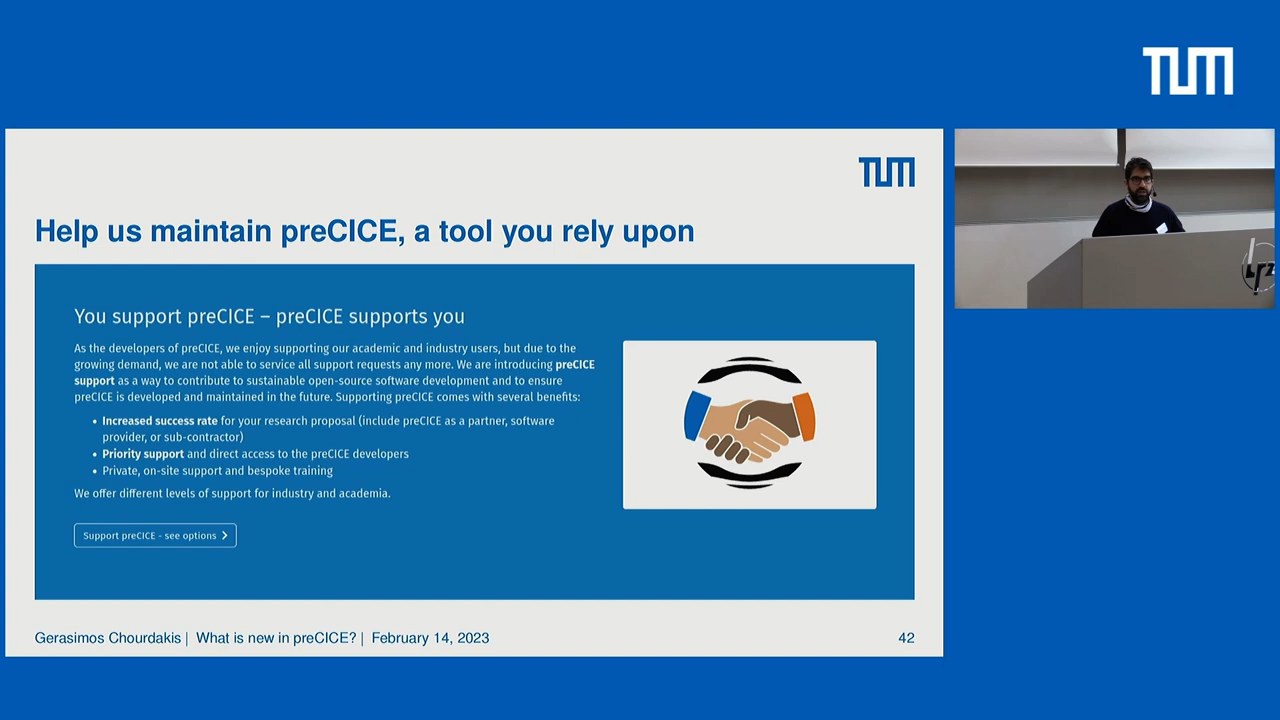 TUM
TUM
Help us maintain preCICE, a tool you rely upon
You support preCICE – preCICE supports you
As the developers of preCICE, we enjoy supporting our academic and industry users, but due to the
growing demand, we are not able to service all support requests any more. We are introducing preCICE
support as a way to contribute to sustainable open-source software development and to ensure
preCICE is developed and maintained in the future. Supporting preCICE comes with several benefits:
• Increased success rate for your research proposal (include preCICE as a partner, software
provider, or sub-contractor)
• Priority support and direct access to the preCICE developers
• Private, on-site support and bespoke training
We offer different levels of support for industry and academia.
Support preCICE - see options
Gerasimos Chourdakis | What is new in preCICE? | February 14, 2023
42
lrz